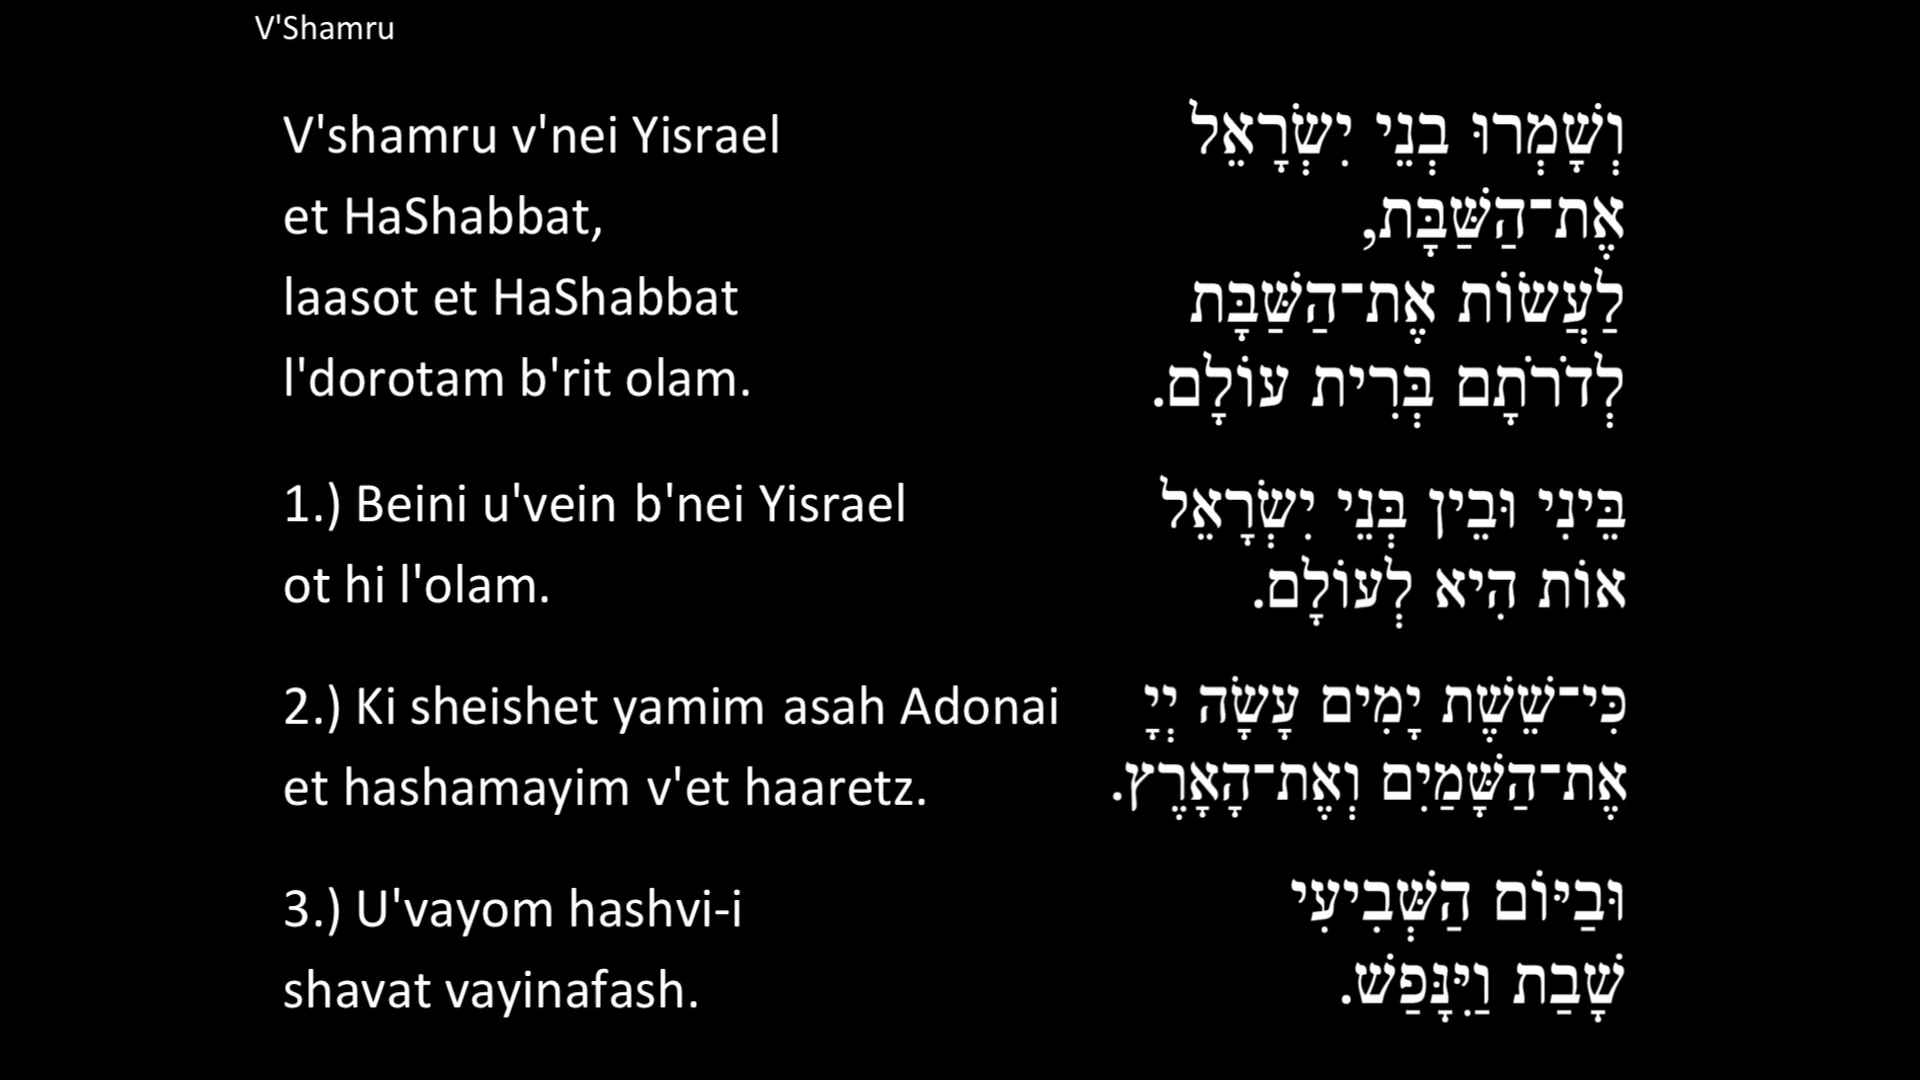 V'Shamru
V'shamru v'nei Yisrael
et HaShabbat,
laasot et HaShabbat
l'dorotam b'rit olam.
1.) Beini u'vein b'nei Yisrael
ot hi l'olam.
2.) Ki sheishet yamim asah Adonai
et hashamayim v'et haaretz.
3.) U'vayom hashvi-i
shavat vayinafash.
וְשָׁמְרוּ בְנֵי יִשְׂרָאֵל
אֶת־הַשַּׁבָּת,
לַעֲשׂוֹת אֶת־הַשַּׁבָּת
לְדֹרֹתָם בְּרִית עוֹלָם.
בֵּינִי וּבֵין בְּנֵי יִשְׂרָאֵל
אוֹת הִיא לְעוֹלָם.
כִּי־שֵׁשֶׁת יָמִים עָשָׂה יְיָ
אֶת־הַשָּׁמַיִם וְאֶת־הָאָרֶץ.
וּבַיּוֹם הַשְּׁבִיעִי
שָׁבַת וַיִּנָּפַשׁ.